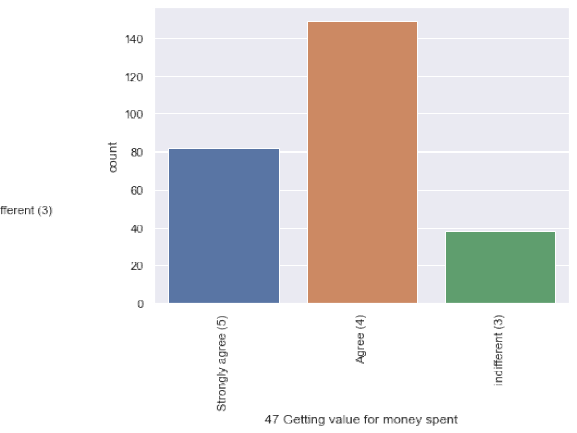 140
120
100
80
60
40
20
0
count
fferent (3)
Strongly agree (5)
Agree (4)
indifferent (3)
47 Getting value for money spent